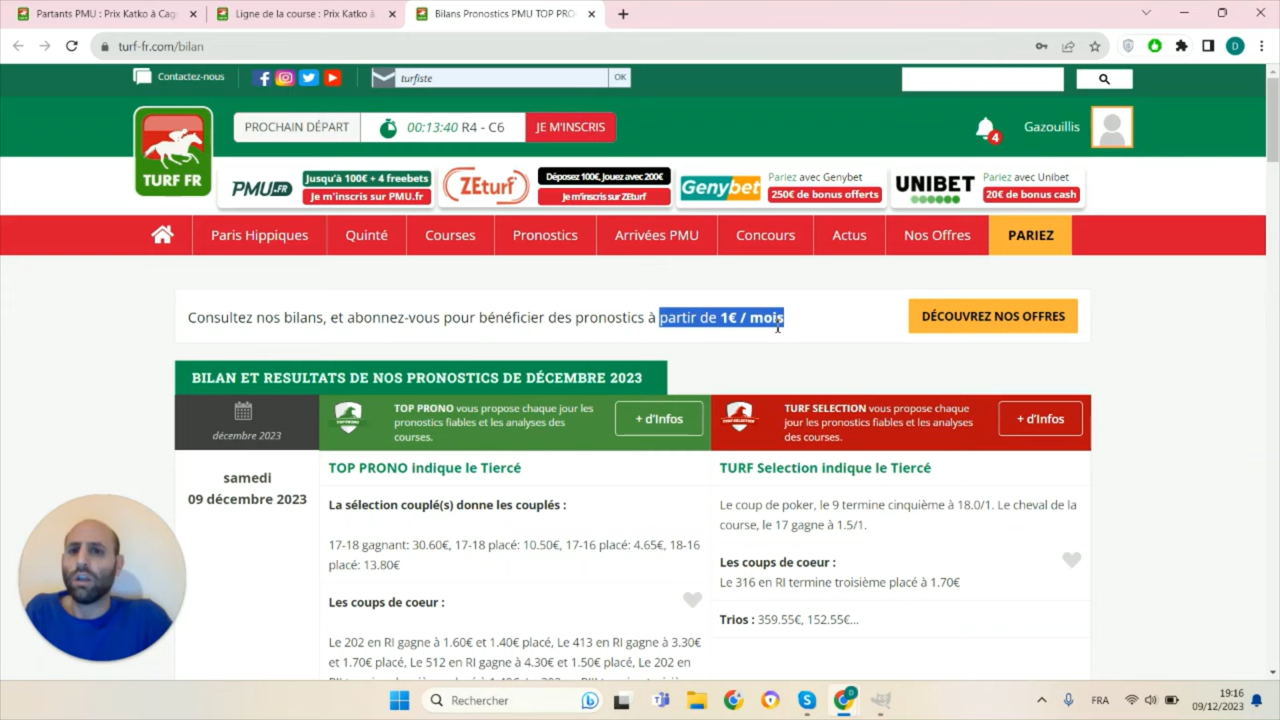 Partants PMU : Prix Katko à Cag
Ligne de la course : Prix Katko à
Bilans Pronostics PMU TOP PRO
turf-fr.com/bilan
D
Contactez-nous
turfiste
OK
TURF FR
PROCHAIN DÉPART
00:13:40 R4 - C6
JE M'INSCRIS
4
Gazouillis
PMU.FR
Jusqu'à 100€ + 4 freebets
Je m'inscris sur PMU.fr
ZEturf
Déposez 100€, Jouez avec 200€
Je m'inscris sur ZEturf
Genybet
Pariez avec Genybet
250€ de bonus offerts
UNIBET
Pariez avec Unibet
20€ de bonus cash
Paris Hippiques
Quinté
Courses
Pronostics
Arrivées PMU
Concours
Actus
Nos Offres
PARIEZ
Consultez nos bilans, et abonnez-vous pour bénéficier des pronostics à partir de 1€ / mois
DÉCOUVREZ NOS OFFRES
BILAN ET RESULTATS DE NOS PRONOSTICS DE DÉCEMBRE 2023
décembre 2023
TOP PRONO
TOP PRONO vous propose chaque jour les
pronostics fiables et les analyses des
courses.
+ d'Infos
TURF SELECTION
TURF SELECTION vous propose chaque
jour les pronostics fiables et les analyses
des courses.
+ d'Infos
samedi
09 décembre 2023
TOP PRONO indique le Tiercé
La sélection couplé(s) donne les couplés :
17-18 gagnant: 30.60€, 17-18 placé: 10.50€, 17-16 placé: 4.65€, 18-16
placé: 13.80€
Les coups de coeur :
Le 202 en RI gagne à 1.60€ et 1.40€ placé, Le 413 en RI gagne à 3.30€
et 1.70€ placé, Le 512 en RI gagne à 4.30€ et 1.50€ placé, Le 202 en
TURF Selection indique le Tiercé
Le coup de poker, le 9 termine cinquième à 18.0/1. Le cheval de la
course, le 17 gagne à 1.5/1.
Les coups de coeur :
Le 316 en RI termine troisième placé à 1.70€
Trios : 359.55€, 152.55€...
Rechercher
FRA
19:16
09/12/2023